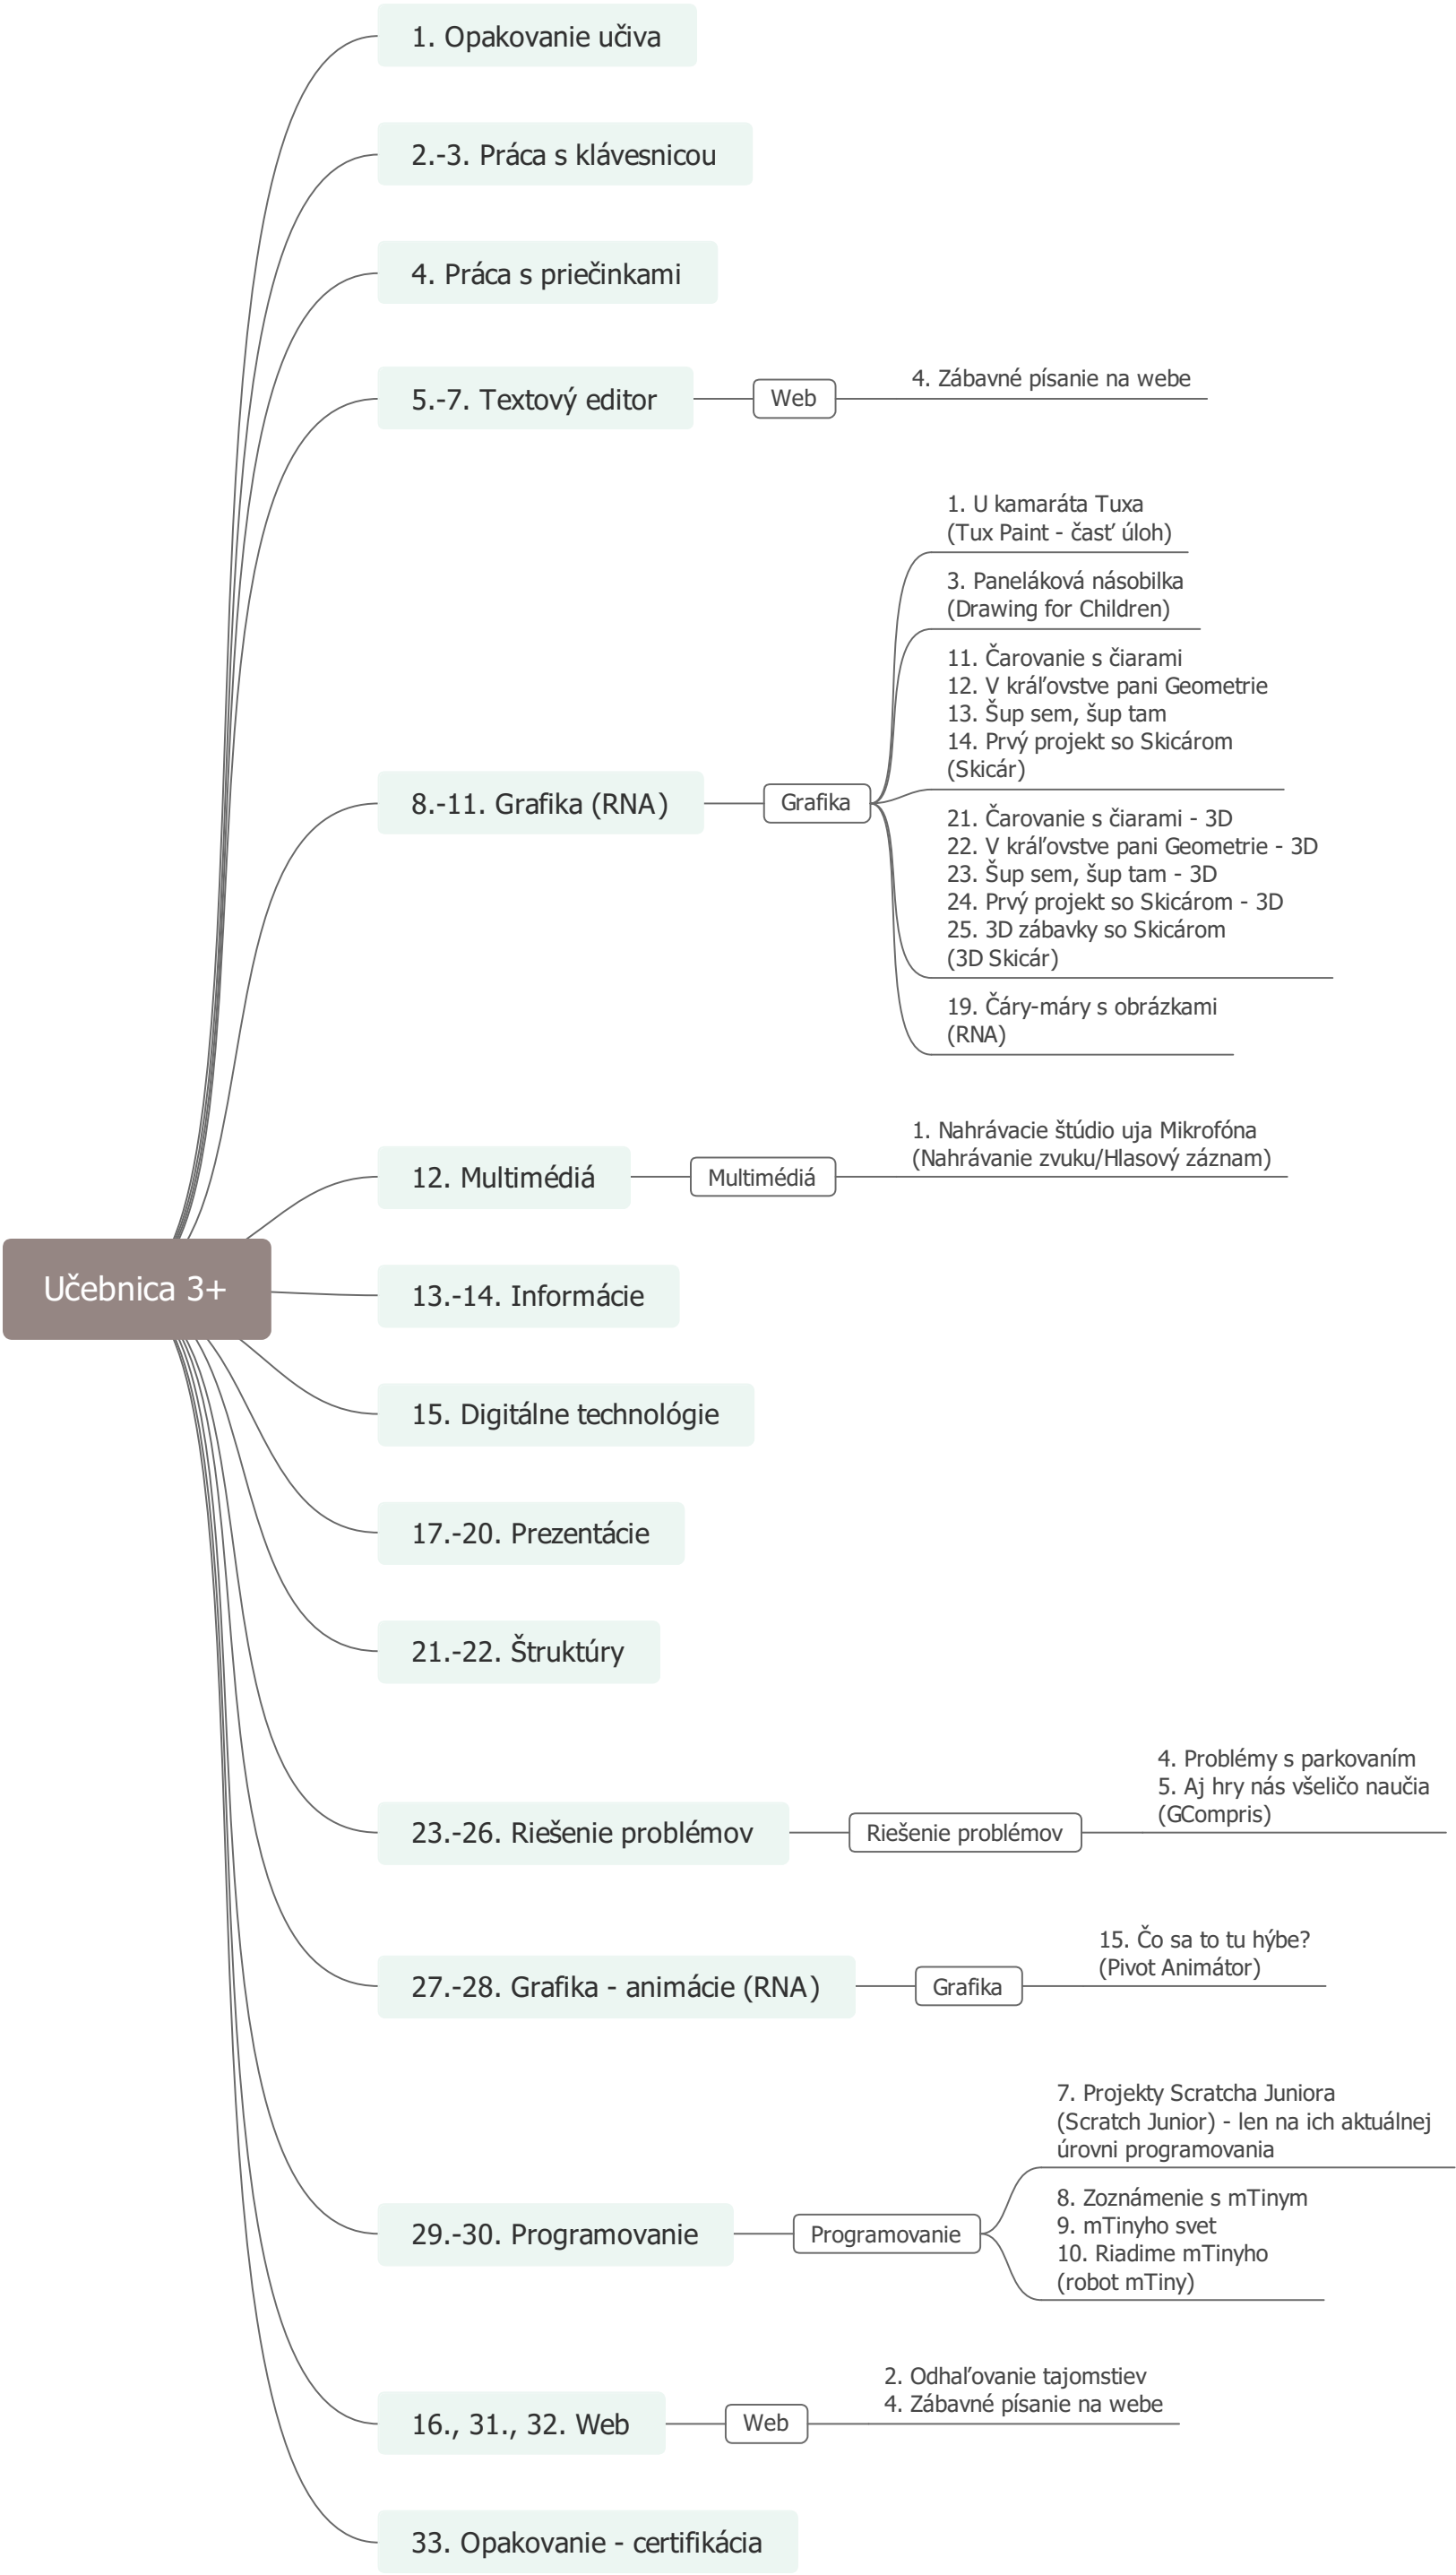 1. Opakovanie učiva
2.-3. Práca s klávesnicou
4. Práca s priečinkami
5.-7. Textový editor
Web
4. Zábavné písanie na webe
8.-11. Grafika (RNA)
Grafika
1. U kamaráta Tuxa
(Tux Paint - časť úloh)
3. Paneláková násobilka
(Drawing for Children)
11. Čarovanie s čiarami
12. V kráľovstve pani Geometrie
13. Šup sem, šup tam
14. Prvý projekt so Skicárom
(Skicár)
21. Čarovanie s čiarami - 3D
22. V kráľovstve pani Geometrie - 3D
23. Šup sem, šup tam - 3D
24. Prvý projekt so Skicárom - 3D
25. 3D zábavky so Skicárom
(3D Skicár)
19. Čáry-máry s obrázkami
(RNA)
12. Multimédiá
Multimédiá
1. Nahrávacie štúdio uja Mikrofóna
(Nahrávanie zvuku/Hlasový záznam)
Učebnica 3+
13.-14. Informácie
15. Digitálne technológie
17.-20. Prezentácie
21.-22. Štruktúry
23.-26. Riešenie problémov
Riešenie problémov
4. Problémy s parkovaním
5. Aj hry nás všeličo naučia
(GCompris)
27.-28. Grafika - animácie (RNA)
Grafika
15. Čo sa to tu hýbe?
(Pivot Animátor)
29.-30. Programovanie
Programovanie
7. Projekty Scratcha Juniora
(Scratch Junior) - len na ich aktuálnej
úrovni programovania
8. Zoznámenie s mTinym
9. mTinyho svet
10. Riadime mTinyho
(robot mTiny)
16., 31., 32. Web
Web
2. Odhaľovanie tajomstiev
4. Zábavné písanie na webe
33. Opakovanie - certifikácia